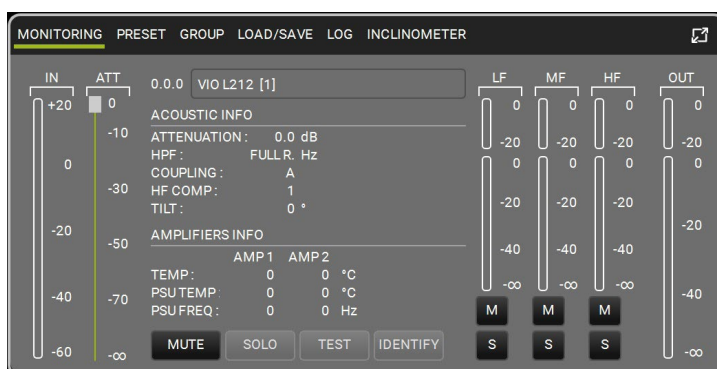 MONITORING PRESET GROUP LOAD/SAVE LOG INCLINOMETER
IN ATT
+20
0
-20
-40
-60
0
-10
-30
-50
-70
-∞
0.0.0 VIO L212 [1]
ACOUSTIC INFO
ATTENUATION: 0.0 dB
HPF: FULL R. Hz
COUPLING: A
HF COMP: 1
TILT: 0 °
AMPLIFIERS INFO
AMP 1 AMP 2
TEMP: 0 0 °C
PSU TEMP: 0 0 °C
PSU FREQ: 0 0 Hz
MUTE SOLO TEST IDENTIFY
LF MF HF OUT
0 0 0 0
-20 -20 -20 -20
0 0 0 0
-20 -20 -20
-20
-40 -40 -40
-∞ -∞ -∞
-40
M M M
S S S
-∞